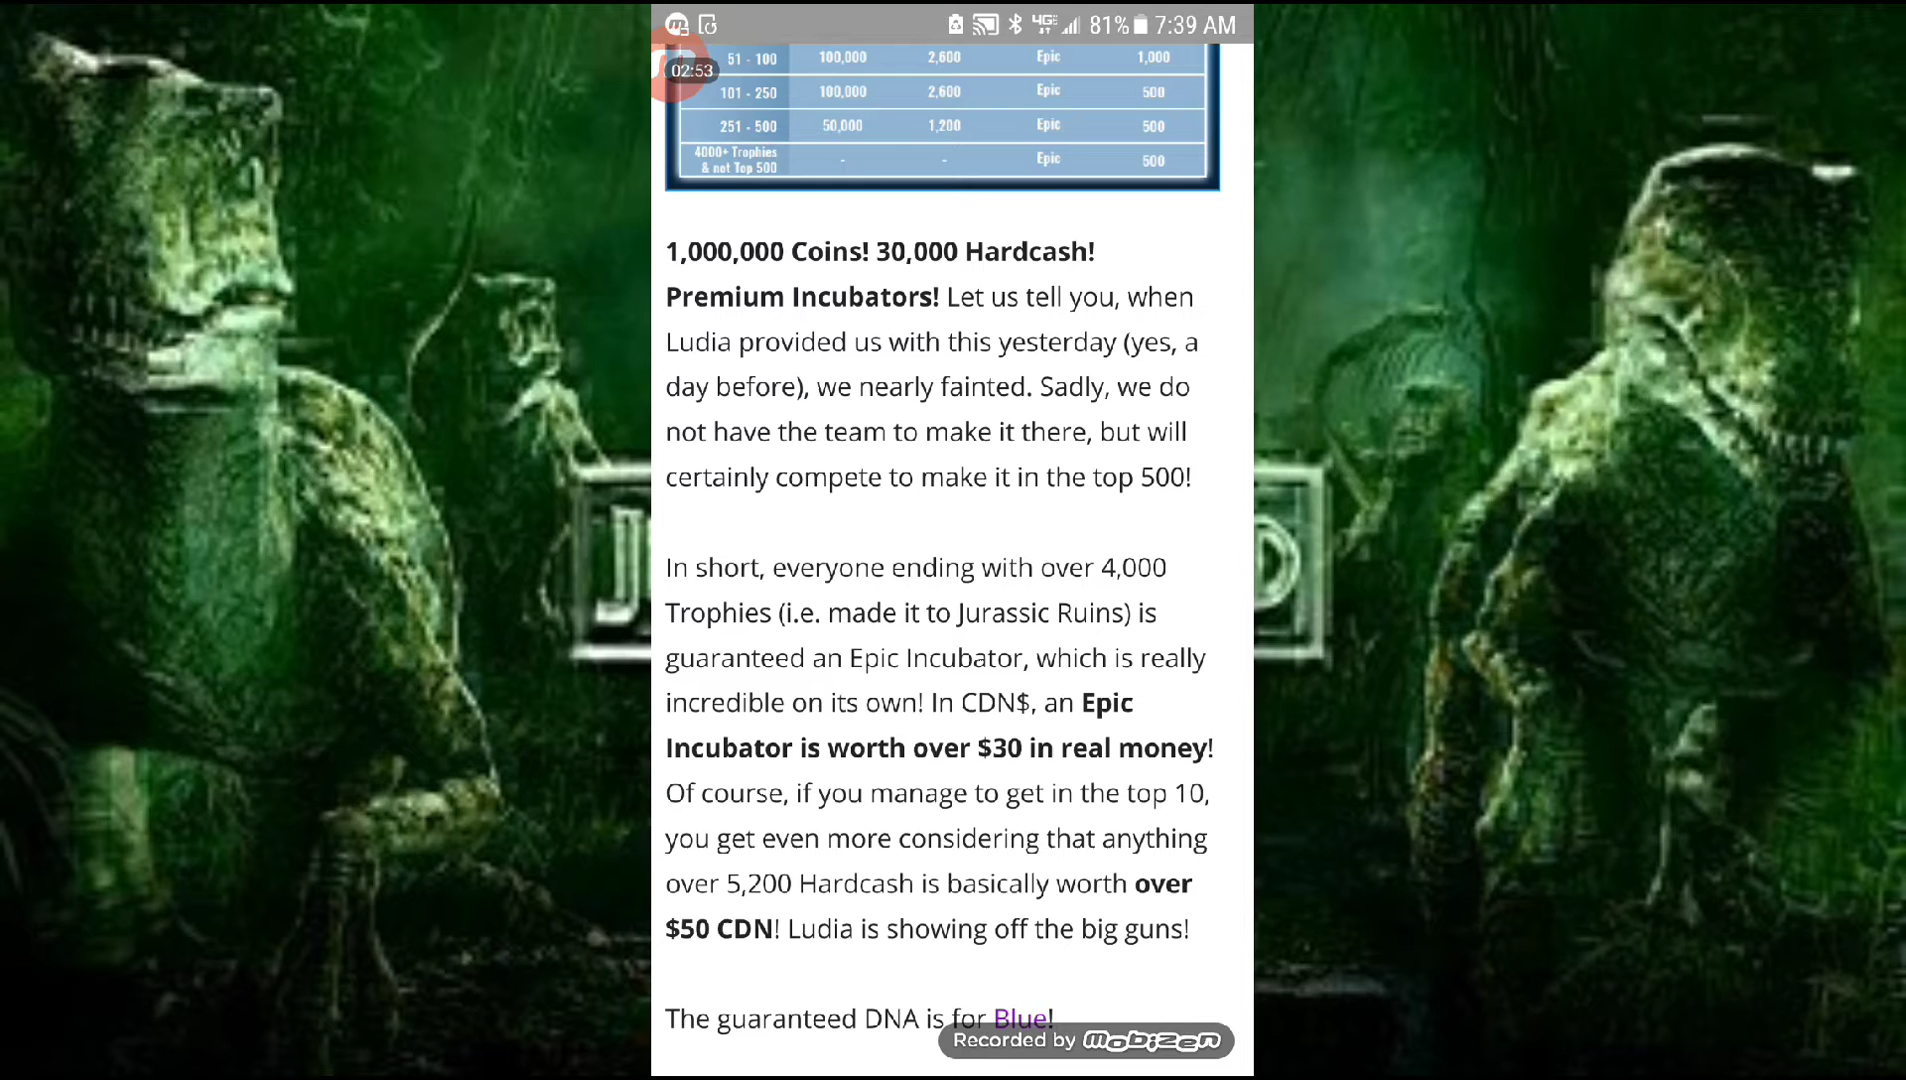 81% 7:39 AM
02:53
51 - 100 100,000 2,600 Epic 1,000
101 - 250 100,000 2,600 Epic 500
251 - 500 50,000 1,200 Epic 500
4000+ Trophies
& not Top 500 - - Epic 500
1,000,000 Coins! 30,000 Hardcash!
Premium Incubators! Let us tell you, when
Ludia provided us with this yesterday (yes, a
day before), we nearly fainted. Sadly, we do
not have the team to make it there, but will
certainly compete to make it in the top 500!
In short, everyone ending with over 4,000
Trophies (i.e. made it to Jurassic Ruins) is
guaranteed an Epic Incubator, which is really
incredible on its own! In CDN$, an Epic
Incubator is worth over $30 in real money!
Of course, if you manage to get in the top 10,
you get even more considering that anything
over 5,200 Hardcash is basically worth over
$50 CDN! Ludia is showing off the big guns!
The guaranteed DNA is for Blue!
Recorded by mobizen
J
D